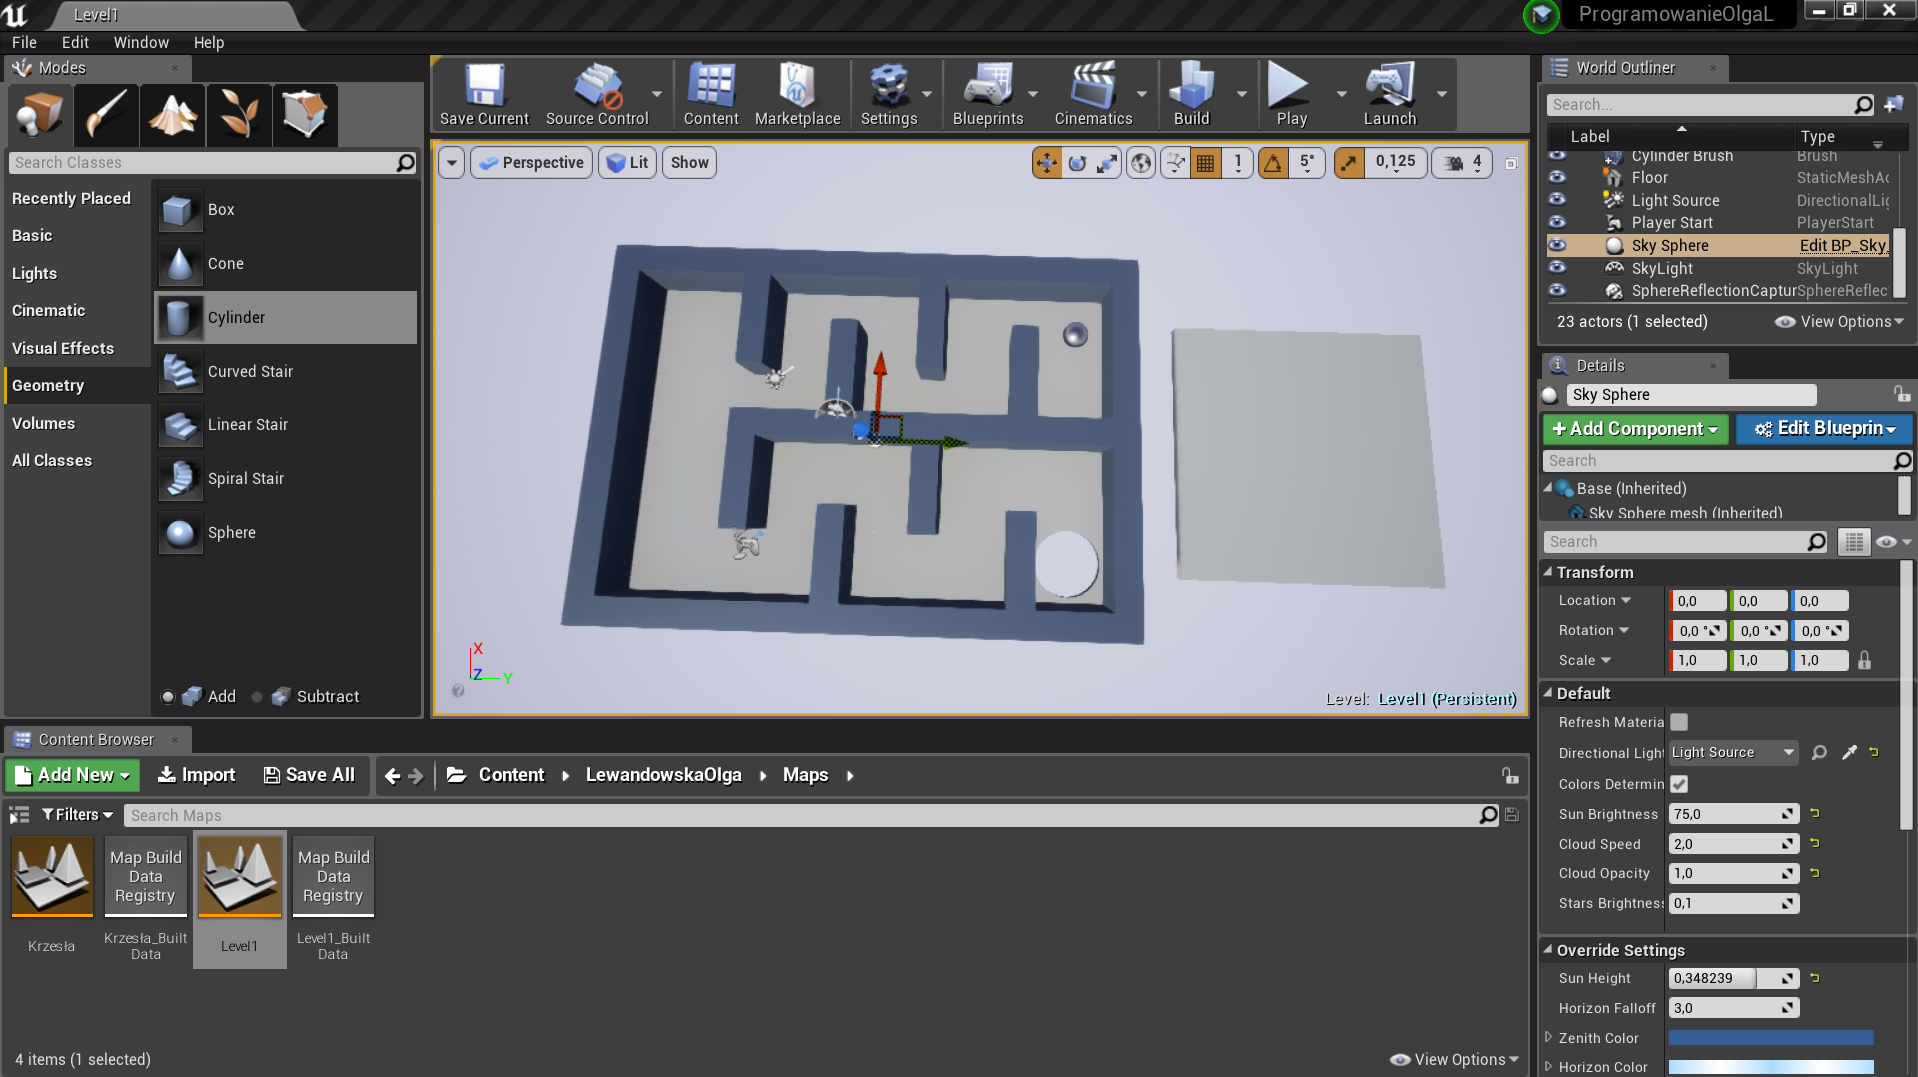 Level1
ProgramowanieOlgaL
File Edit Window Help
Modes
Search Classes
Recently Placed
Basic
Lights
Cinematic
Visual Effects
Geometry
Volumes
All Classes
Box
Cone
Cylinder
Curved Stair
Linear Stair
Spiral Stair
Sphere
Add Subtract
Save Current Source Control Content Marketplace Settings Blueprints Cinematics Build Play Launch
Perspective Lit Show 1 5° 0,125 4
X
Z Y
Level: Level1 (Persistent)
World Outliner
Search...
Label Type
Cylinder Brush Brush
Floor StaticMeshAc
Light Source DirectionalLig
Player Start PlayerStart
Sky Sphere Edit BP_Sky
SkyLight SkyLight
SphereReflectionCaptur SphereReflec
23 actors (1 selected) View Options
Details
Sky Sphere
+ Add Component Edit Blueprin
Search
Base (Inherited)
Sky Sphere mesh (Inherited)
Search
Transform
Location 0,0 0,0 0,0
Rotation 0,0 ° 0,0 ° 0,0 °
Scale 1,0 1,0 1,0
Default
Refresh Materia
Directional Light Light Source
Colors Determin
Sun Brightness 75,0
Cloud Speed 2,0
Cloud Opacity 1,0
Stars Brightness 0,1
Override Settings
Sun Height 0,348239
Horizon Falloff 3,0
Zenith Color
Horizon Color
Content Browser
Add New Import Save All Content LewandowskaOlga Maps
Filters Search Maps
Map Build
Data
Registry
Map Build
Data
Registry
Krzesła
Krzesła_Built
Data
Level1
Level1_Built
Data
4 items (1 selected) View Options